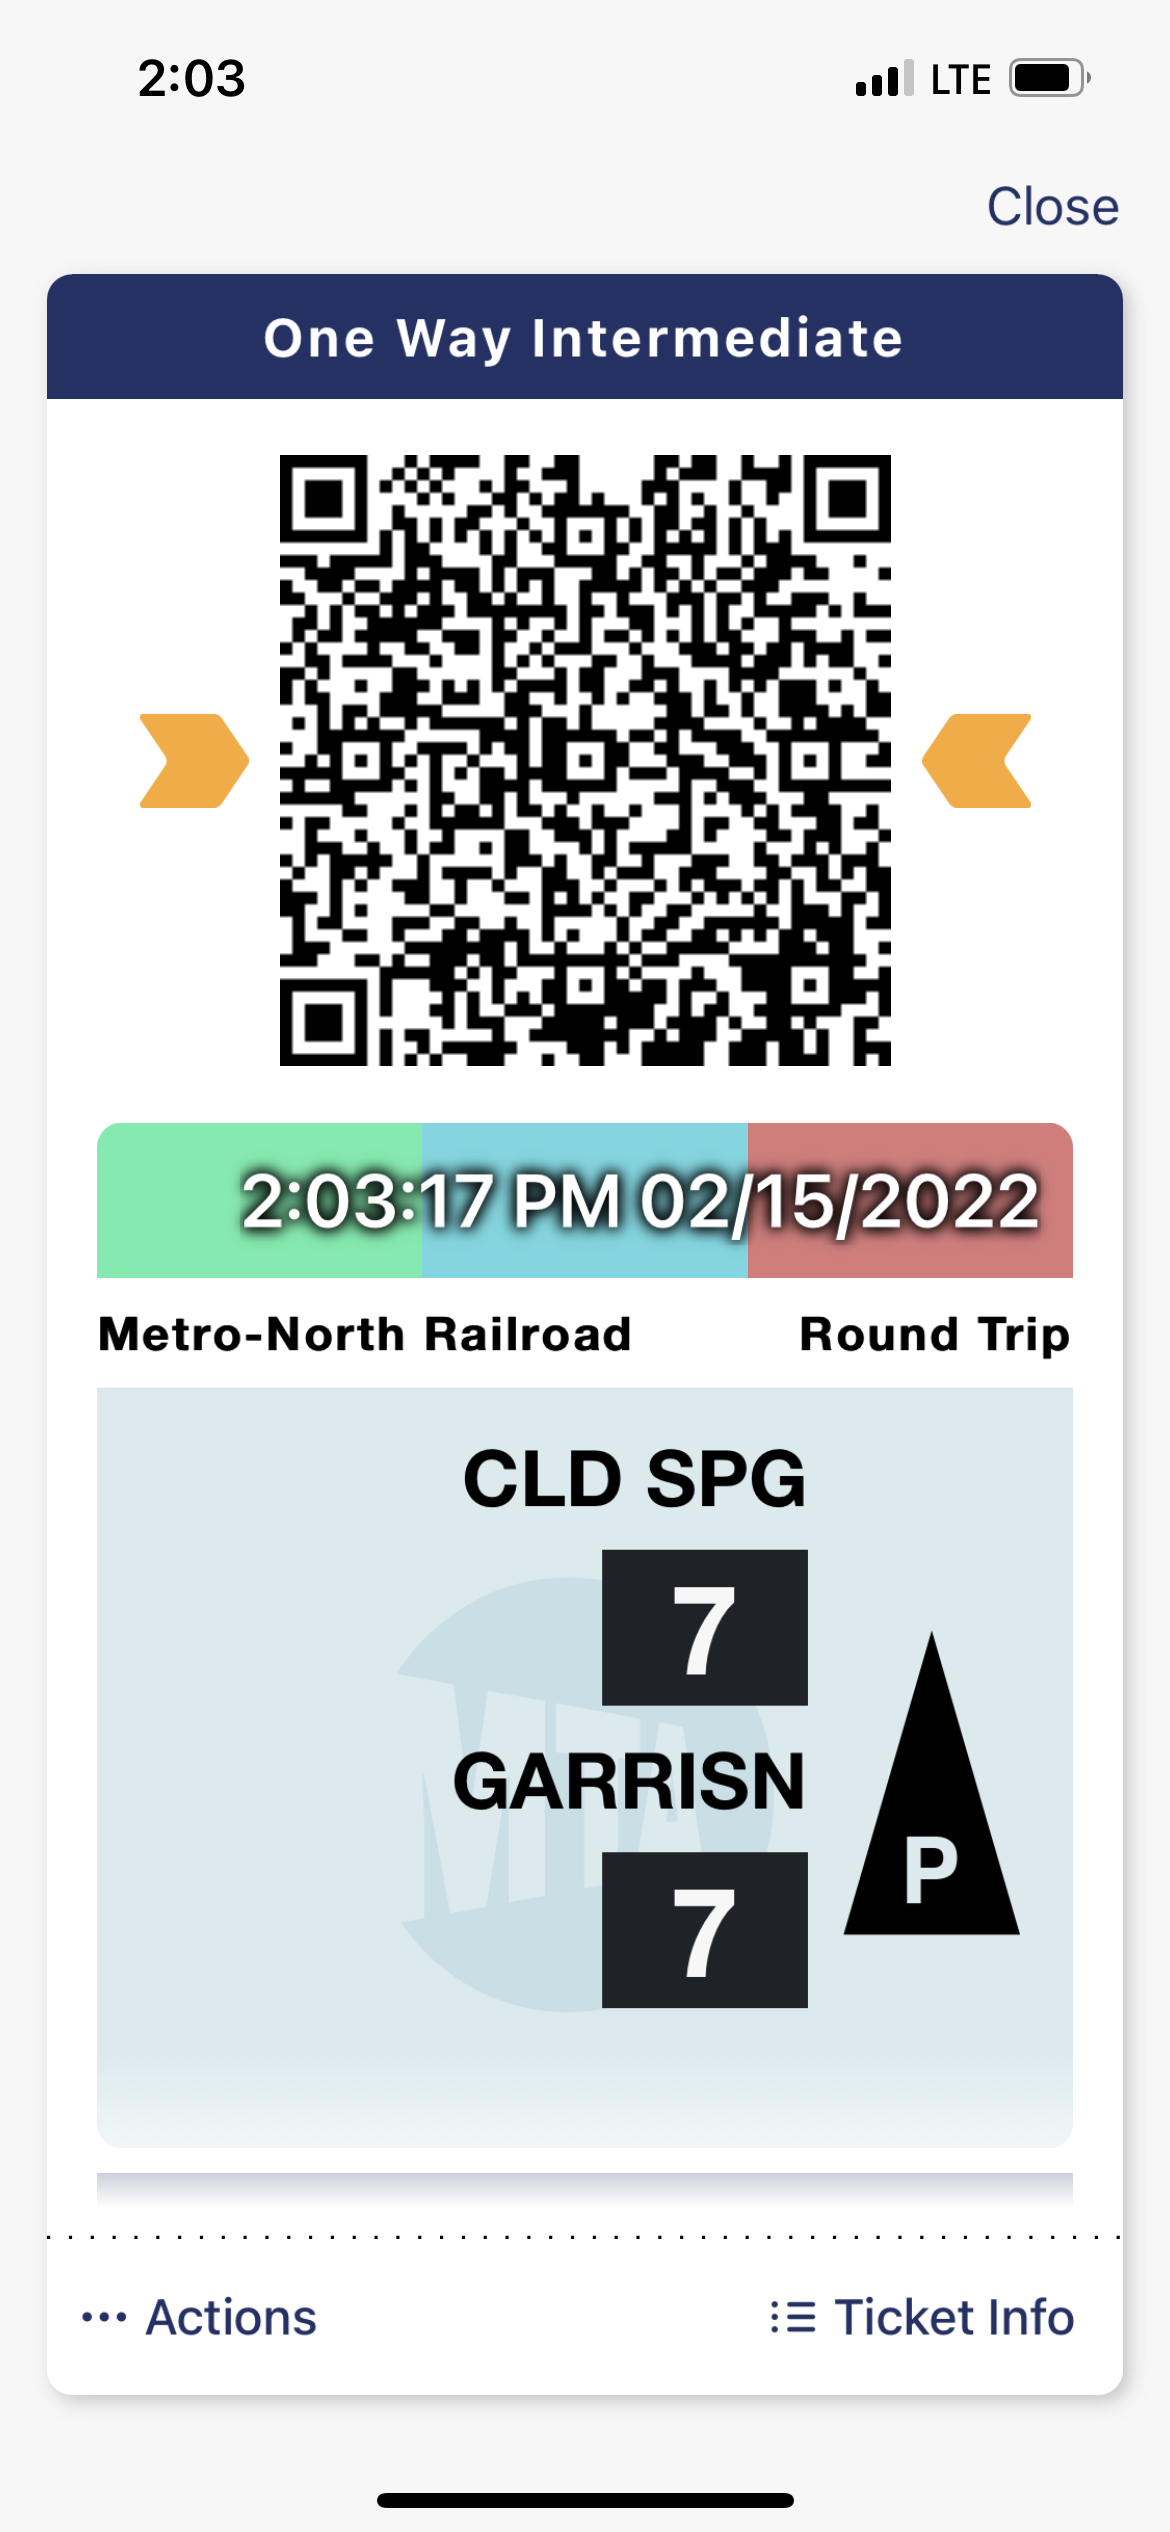 2:03 LTE
Close
One Way Intermediate
2:03:17 PM 02/15/2022
Metro-North Railroad Round Trip
CLD SPG
7
MTA
GARRISN
P
7
Actions Ticket Info